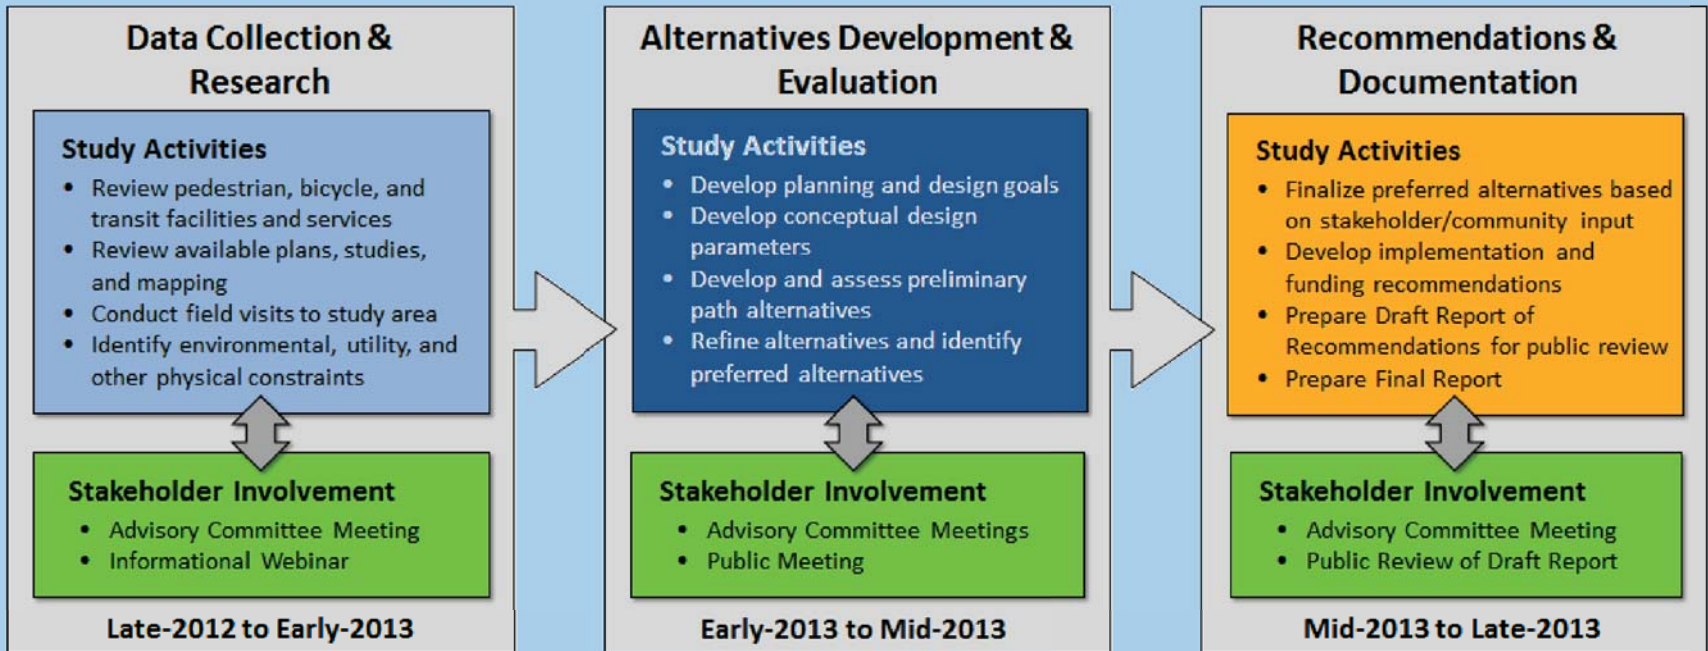 Data Collection &
Research
Study Activities
• Review pedestrian, bicycle, and
transit facilities and services
• Review available plans, studies,
and mapping
• Conduct field visits to study area
• Identify environmental, utility, and
other physical constraints
Stakeholder Involvement
• Advisory Committee Meeting
• Informational Webinar
Late-2012 to Early-2013
Alternatives Development &
Evaluation
Study Activities
• Develop planning and design goals
• Develop conceptual design
parameters
• Develop and assess preliminary
path alternatives
• Refine alternatives and identify
preferred alternatives
Stakeholder Involvement
• Advisory Committee Meetings
• Public Meeting
Early-2013 to Mid-2013
Recommendations &
Documentation
Study Activities
• Finalize preferred alternatives based
on stakeholder/community input
• Develop implementation and
funding recommendations
• Prepare Draft Report of
Recommendations for public review
• Prepare Final Report
Stakeholder Involvement
• Advisory Committee Meeting
• Public Review of Draft Report
Mid-2013 to Late-2013